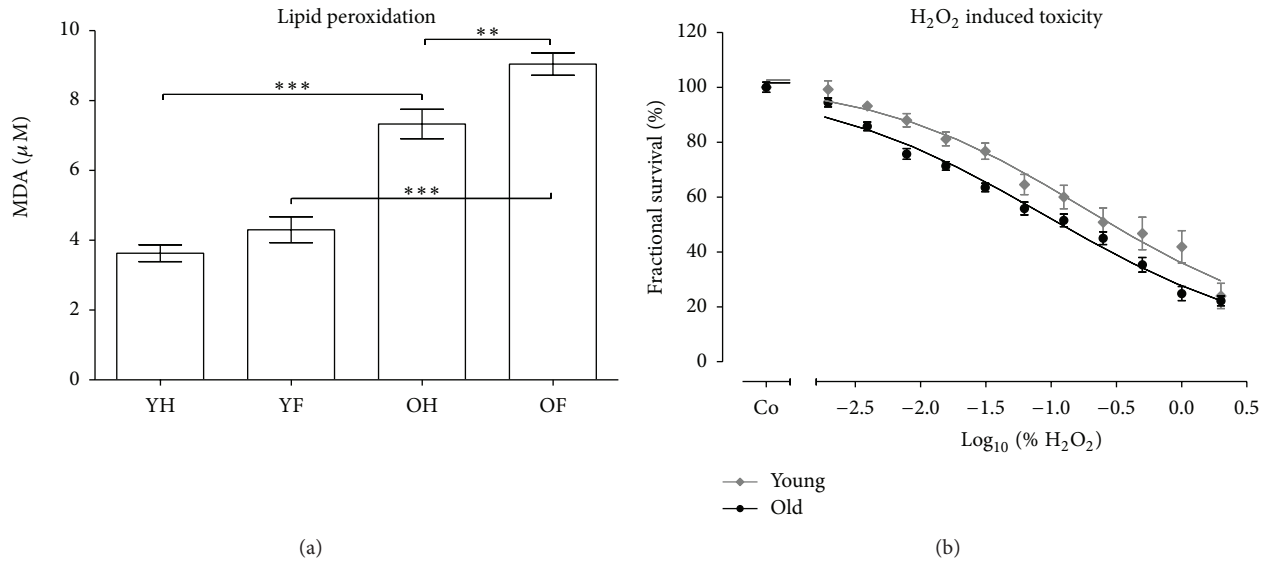 Lipid peroxidation
10
8
6
4
2
0
MDA (μM)
***
**
***
YH YF OH OF
(a)
H₂O₂ induced toxicity
120
100
80
60
40
20
0
Fractional survival (%)
Co −2.5 −2.0 −1.5 −1.0 −0.5 0.0 0.5
Log₁₀ (% H₂O₂)
Young
Old
(b)